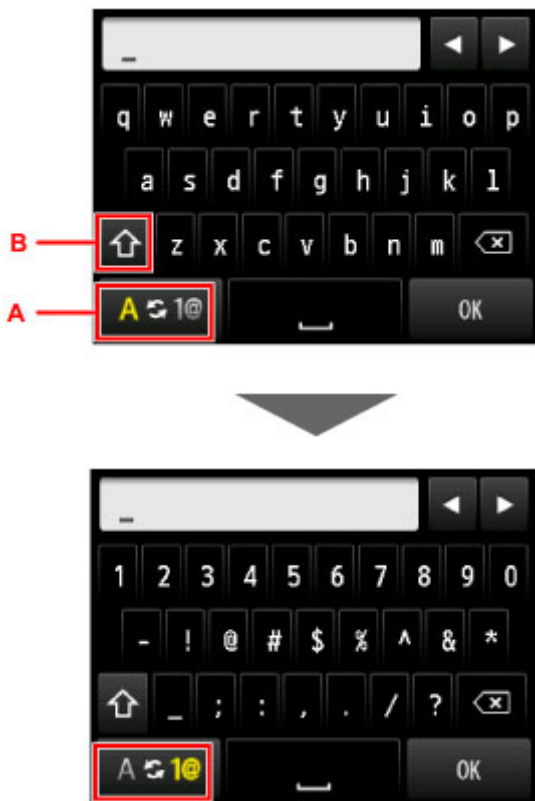 _
q w e r t y u i o p
a s d f g h j k l
B z x c v b n m
A A 1@ OK
_
1 2 3 4 5 6 7 8 9 0
- ! @ # $ % ^ & *
_ ; : , . / ?
A 1@ OK